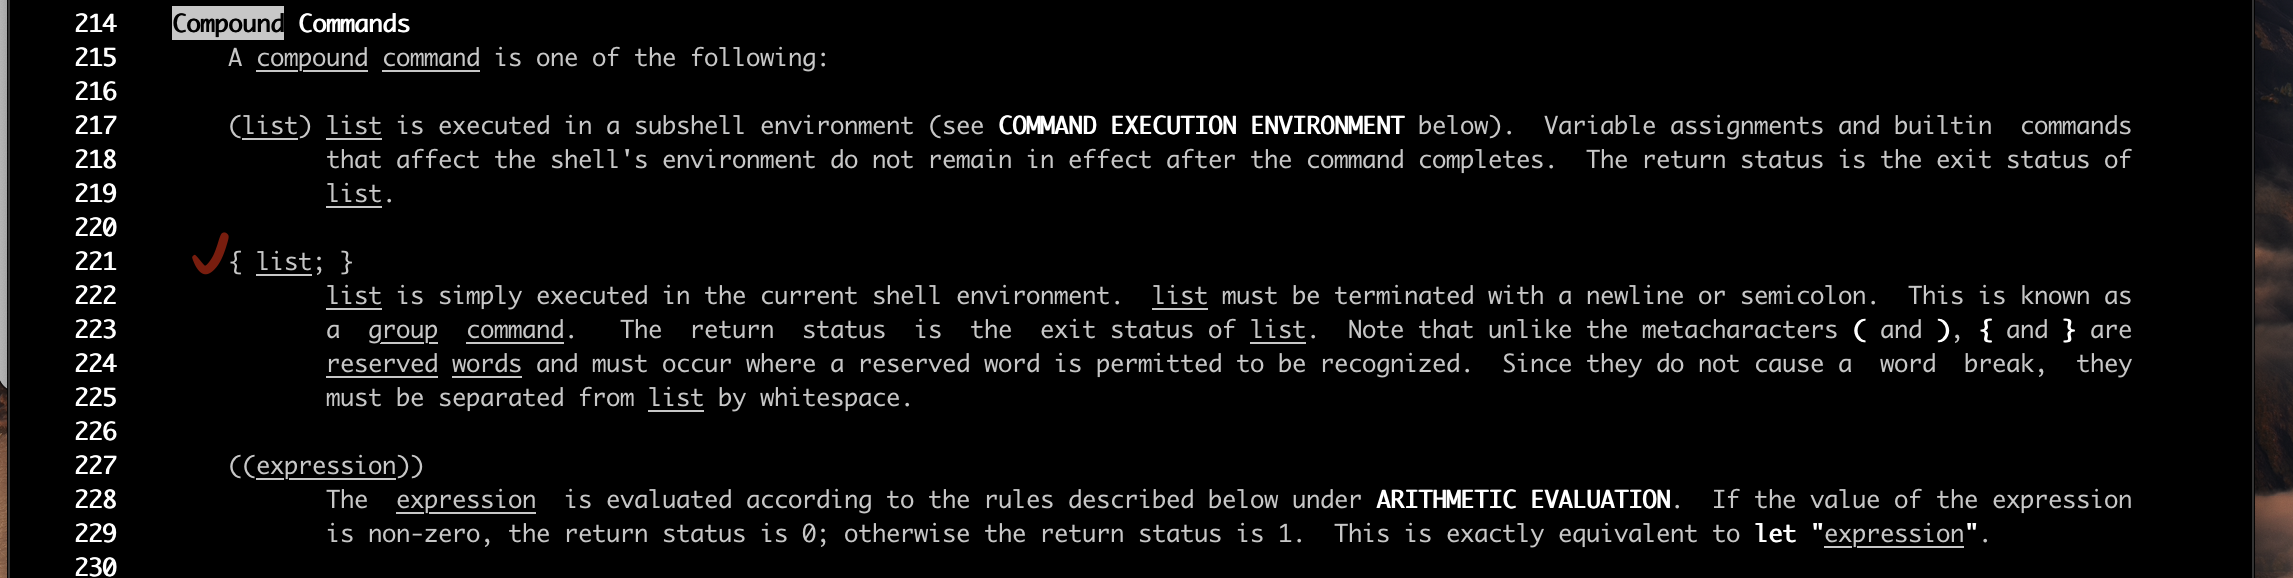 214 Compound Commands
215 A compound command is one of the following:
216
217 (list) list is executed in a subshell environment (see COMMAND EXECUTION ENVIRONMENT below).  Variable assignments and builtin  commands
218 that affect the shell's environment do not remain in effect after the command completes.  The return status is the exit status of
219 list.
220
221 { list; }
222 list is simply executed in the current shell environment.  list must be terminated with a newline or semicolon.  This is known as
223 a  group  command.   The  return  status  is  the  exit status of list.  Note that unlike the metacharacters ( and ), { and } are
224 reserved words and must occur where a reserved word is permitted to be recognized.  Since they do not cause a  word  break,  they
225 must be separated from list by whitespace.
226
227 ((expression))
228 The  expression  is evaluated according to the rules described below under ARITHMETIC EVALUATION.  If the value of the expression
229 is non-zero, the return status is 0; otherwise the return status is 1.  This is exactly equivalent to let "expression".
230